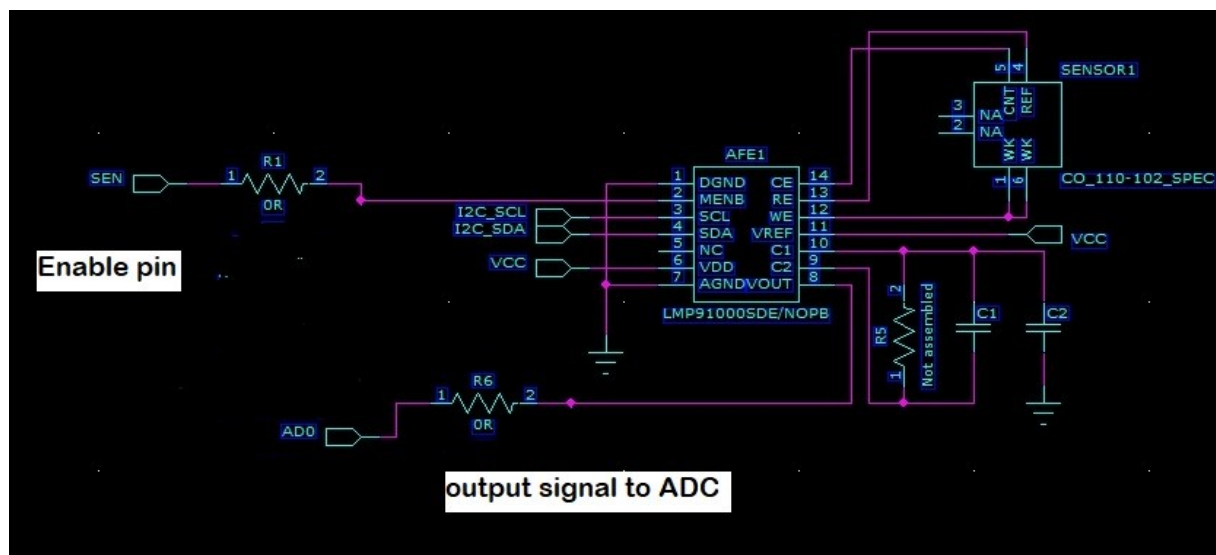 5
4
SENSOR1
CNT
REF
3
NA
2
NA
WK
WK
1
6
CO_110-102_SPEC
R1
SEN
1
2
0R
AFE1
1
DGND
CE
14
2
MENB
RE
13
I2C_SCL
3
SCL
WE
12
I2C_SDA
4
SDA
VREF
11
VCC
5
NC
C1
10
VCC
6
VDD
C2
9
7
AGND
VOUT
8
LMP91000SDE/NOPB
Enable pin
2
R5
1
Not assembled
C1
C2
R6
1
2
0R
AD0
output signal to ADC